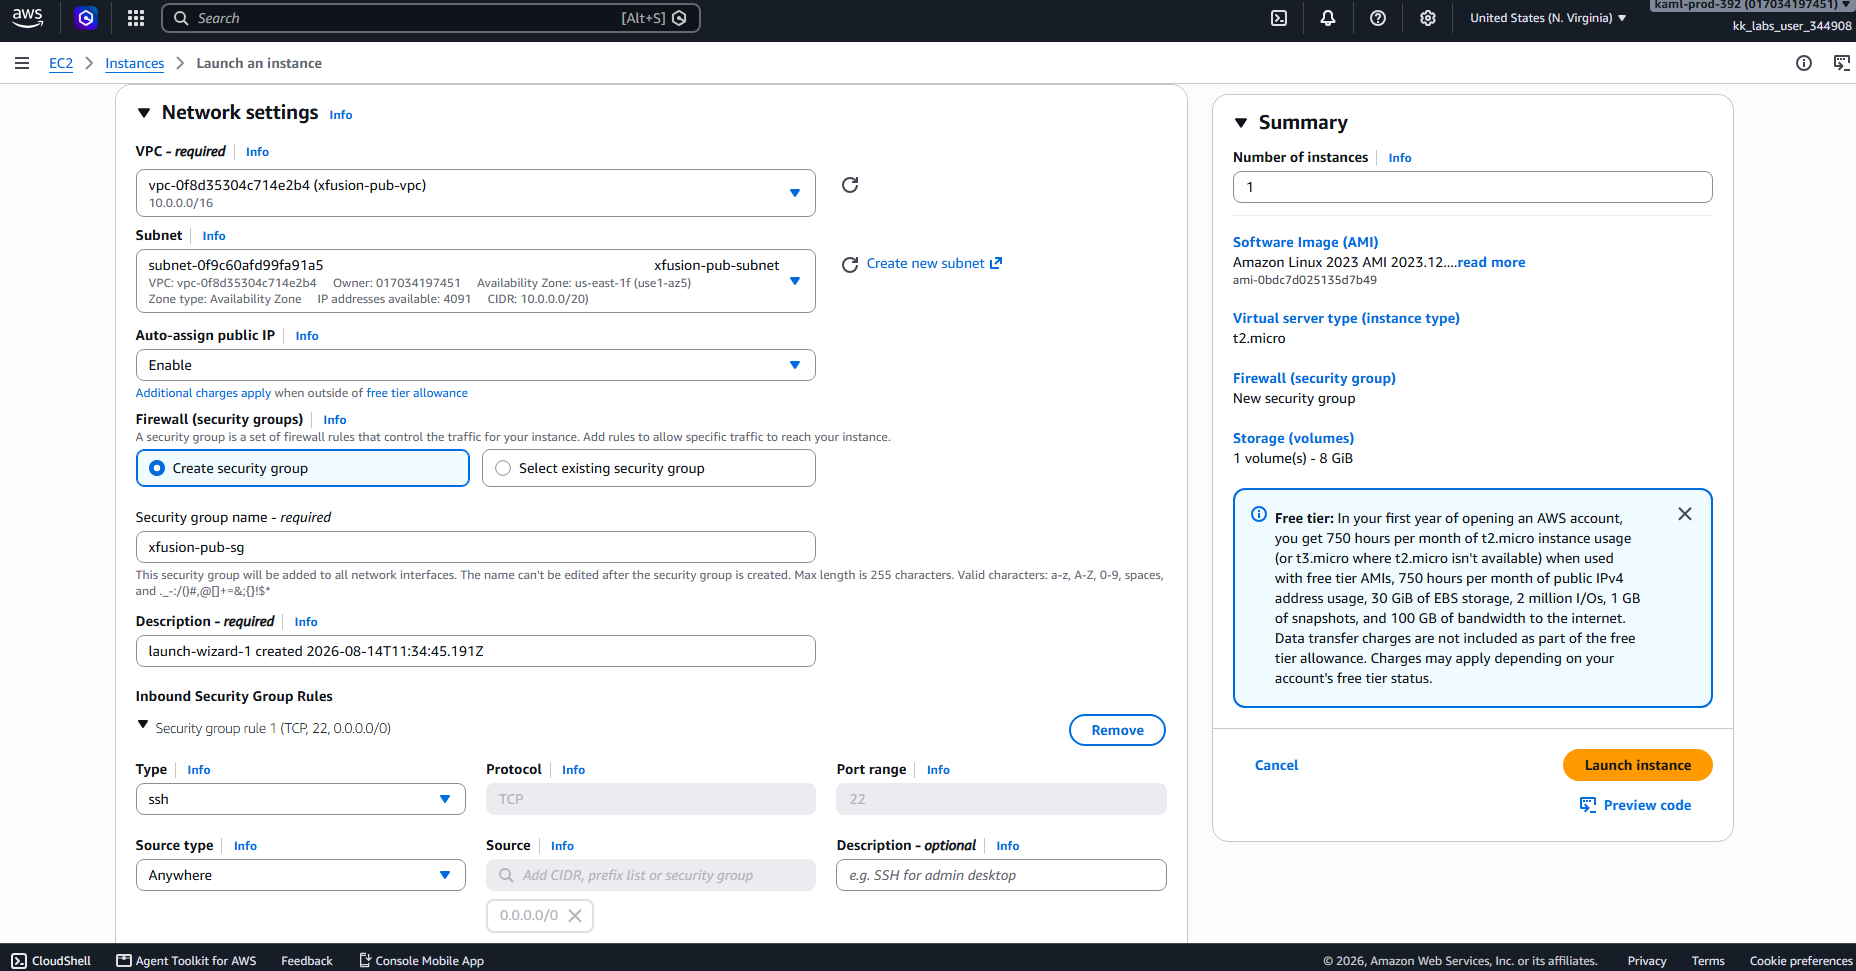 aws
Search [Alt+S]
United States (N. Virginia)
kaml-prod-392 (017034197451)
kk_labs_user_344908
EC2 Instances Launch an instance
Network settings Info
VPC - required Info
vpc-0f8d35304c714e2b4 (xfusion-pub-vpc)
10.0.0.0/16
Subnet Info
subnet-0f9c60afd99fa91a5 xfusion-pub-subnet
VPC: vpc-0f8d35304c714e2b4 Owner: 017034197451 Availability Zone: us-east-1f (use1-az5)
Zone type: Availability Zone IP addresses available: 4091 CIDR: 10.0.0.0/20)
Create new subnet
Auto-assign public IP Info
Enable
Additional charges apply when outside of free tier allowance
Firewall (security groups) Info
A security group is a set of firewall rules that control the traffic for your instance. Add rules to allow specific traffic to reach your instance.
Create security group
Select existing security group
Security group name - required
xfusion-pub-sg
This security group will be added to all network interfaces. The name can't be edited after the security group is created. Max length is 255 characters. Valid characters: a-z, A-Z, 0-9, spaces,
and ._-:/()#,@[]+=&;{}!$*
Description - required Info
launch-wizard-1 created 2026-08-14T11:34:45.191Z
Inbound Security Group Rules
Security group rule 1 (TCP, 22, 0.0.0.0/0)
Remove
Type Info
ssh
Protocol Info
TCP
Port range Info
22
Source type Info
Anywhere
Source Info
Add CIDR, prefix list or security group
0.0.0.0/0
Description - optional Info
e.g. SSH for admin desktop
Summary
Number of instances Info
1
Software Image (AMI)
Amazon Linux 2023 AMI 2023.12....read more
ami-0bdc7d025135d7b49
Virtual server type (instance type)
t2.micro
Firewall (security group)
New security group
Storage (volumes)
1 volume(s) - 8 GiB
Free tier: In your first year of opening an AWS account,
you get 750 hours per month of t2.micro instance usage
(or t3.micro where t2.micro isn't available) when used
with free tier AMIs, 750 hours per month of public IPv4
address usage, 30 GiB of EBS storage, 2 million I/Os, 1 GB
of snapshots, and 100 GB of bandwidth to the internet.
Data transfer charges are not included as part of the free
tier allowance. Charges may apply depending on your
account's free tier status.
Cancel
Launch instance
Preview code
CloudShell Agent Toolkit for AWS Feedback Console Mobile App
© 2026, Amazon Web Services, Inc. or its affiliates. Privacy Terms Cookie preferences